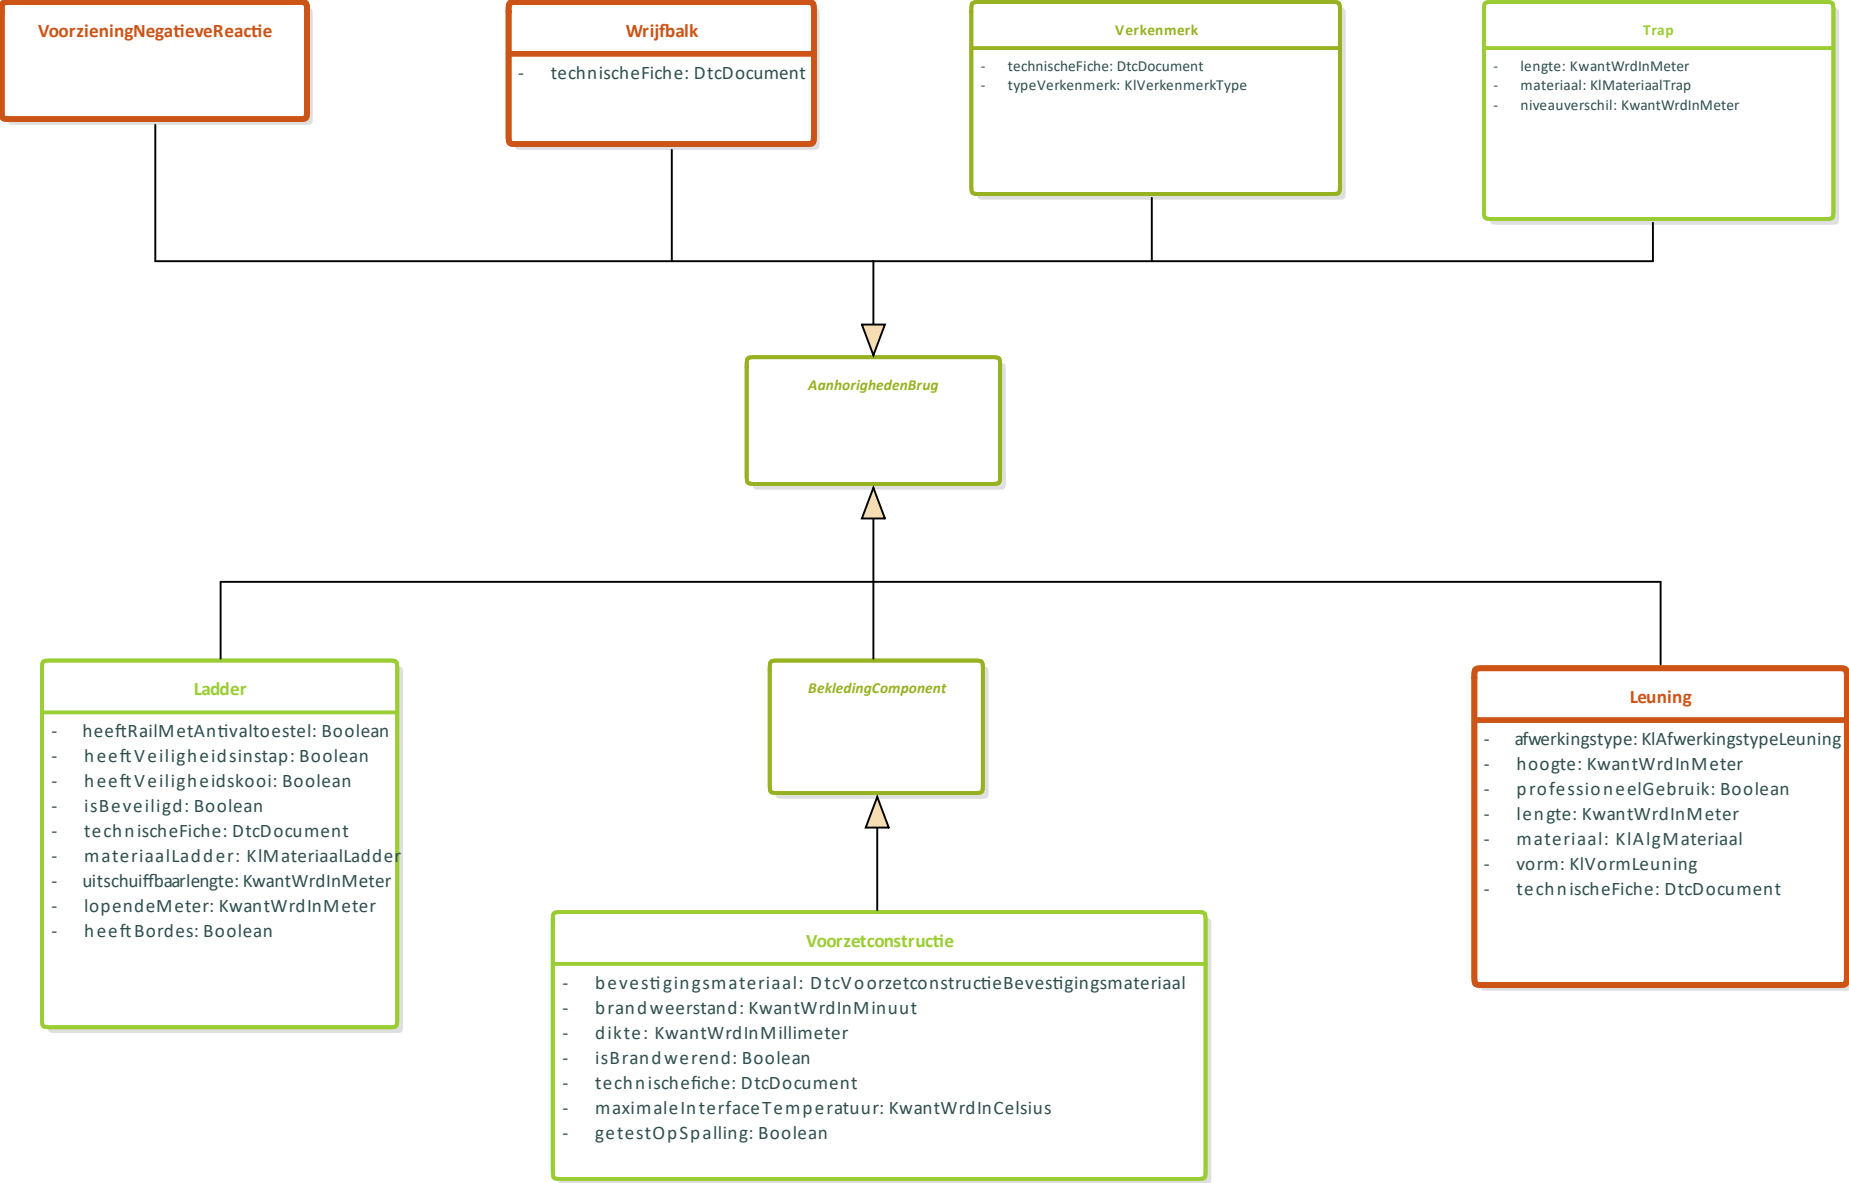 VoorzieningNegatieveReactie
Wrijfbalk
- technischeFiche: DtcDocument
Verkenmerk
- technischeFiche: DtcDocument
- typeVerkenmerk: KlVerkenmerkType
Trap
- lengte: KwantWrdInMeter
- materiaal: KlMateriaalTrap
- niveauverschil: KwantWrdInMeter
AanhorighedenBrug
Ladder
- heeftRailMetAntivaltoestel: Boolean
- heeftVeiligheidsinstap: Boolean
- heeftVeiligheidskooi: Boolean
- isBeveiligd: Boolean
- technischeFiche: DtcDocument
- materiaalLadder: KlMateriaalLadder
- uitschuiffbaarlengte: KwantWrdInMeter
- lopendeMeter: KwantWrdInMeter
- heeftBordes: Boolean
BekledingComponent
Leuning
- afwerkingstype: KlAfwerkingstypeLeuning
- hoogte: KwantWrdInMeter
- professioneelGebruik: Boolean
- lengte: KwantWrdInMeter
- materiaal: KlAlgMateriaal
- vorm: KlVormLeuning
- technischeFiche: DtcDocument
Voorzetconstructie
- bevestigingsmateriaal: DtcVoorzetconstructieBevestigingsmateriaal
- brandweerstand: KwantWrdInMinuut
- dikte: KwantWrdInMillimeter
- isBrandwerend: Boolean
- technischefiche: DtcDocument
- maximaleInterfaceTemperatuur: KwantWrdInCelsius
- getestOpSpalling: Boolean